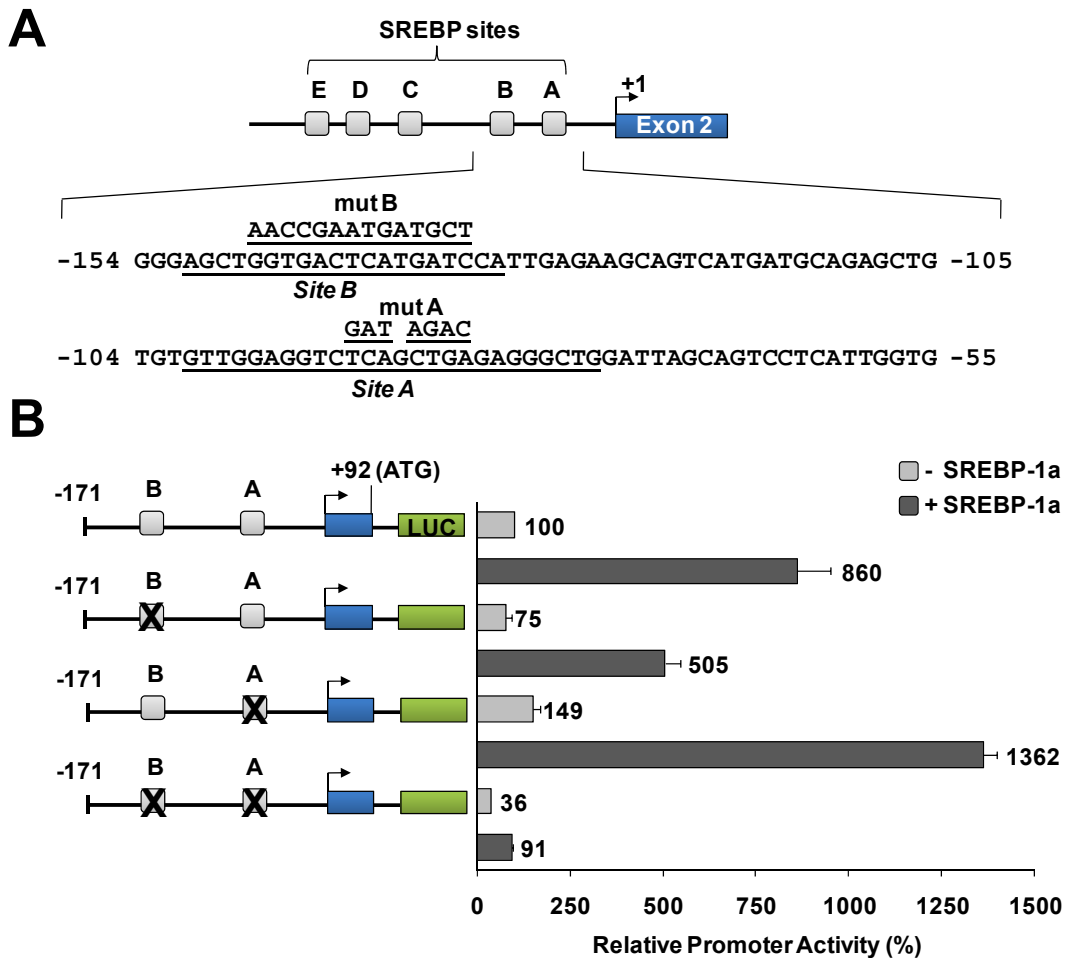 A
SREBP sites
E D C B A +1
Exon 2
mut B
AACCGAATGATGCT
-154 GGGAGCTGGTGACTCATGATCCATTGAGAAGCAGTCATGATGCAGAGCTG -105
Site B
mut A
GAT AGAC
-104 TGTGTTGGAGGTCTCAGCTGAGAGGGCTGGATTAGCAGTCCTCATTGGTG -55
Site A
B
+92 (ATG)
- SREBP-1a
+ SREBP-1a
-171 B A
LUC
100
860
-171 B A
X
75
505
-171 B A
X
149
1362
-171 B A
X X
36
91
0 250 500 750 1000 1250 1500
Relative Promoter Activity (%)